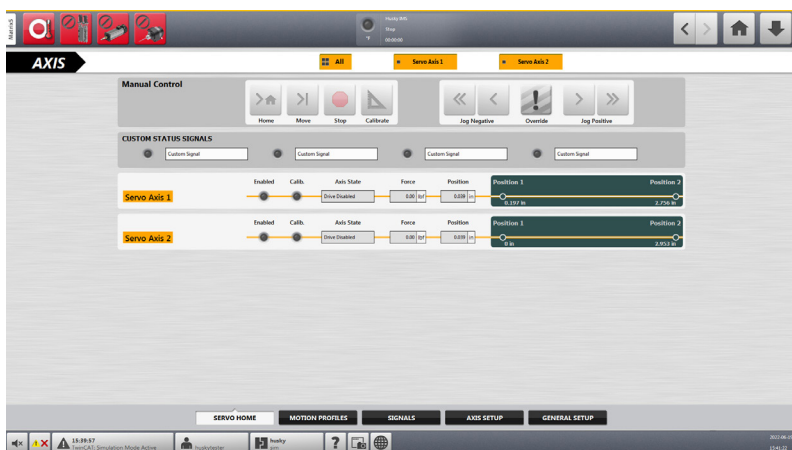 Matrix5
Husky IML
Stop
00:00:00
AXIS
All
Servo Axis 1
Servo Axis 2
Manual Control
Home
Move
Stop
Calibrate
Jog Negative
Override
Jog Positive
CUSTOM STATUS SIGNALS
Custom Signal
Custom Signal
Custom Signal
Custom Signal
Enabled
Calib.
Axis State
Force
Position
Position 1
Position 2
Servo Axis 1
Drive Disabled
0.00 lbf
0.039 in
0.197 in
2.756 in
Enabled
Calib.
Axis State
Force
Position
Position 1
Position 2
Servo Axis 2
Drive Disabled
0.00 lbf
0.039 in
0 in
2.953 in
SERVO HOME
MOTION PROFILES
SIGNALS
AXIS SETUP
GENERAL SETUP
15:39:57
TwinCAT: Simulation Mode Active
huskytester
husky
sim
15:41:22